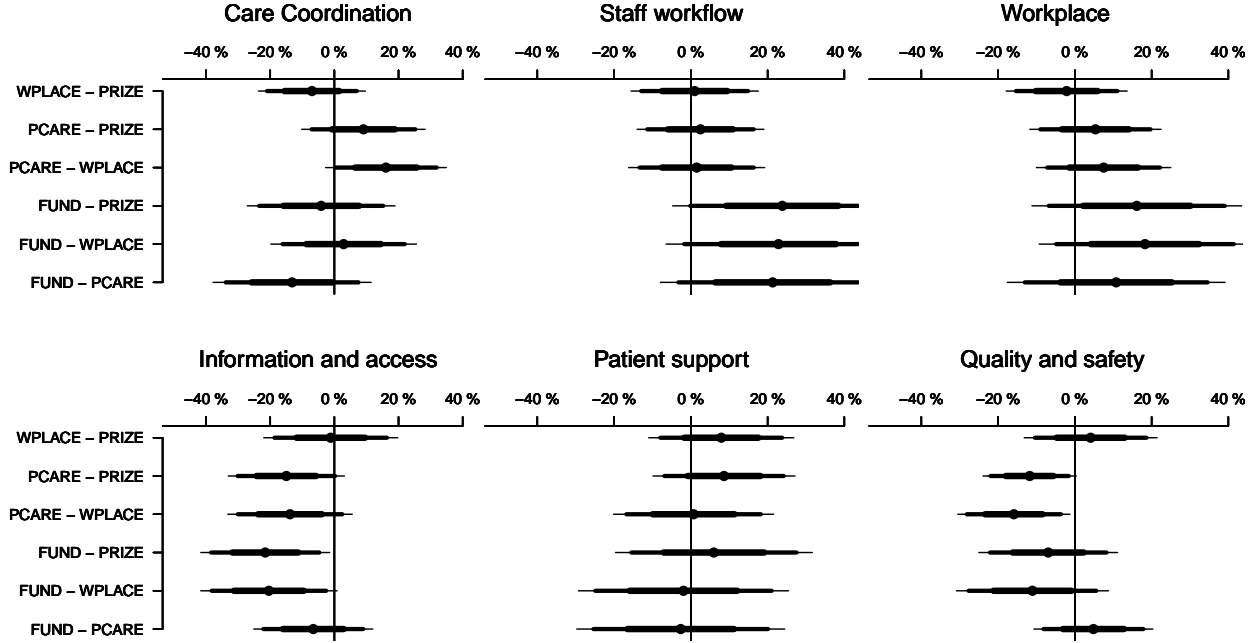 Care Coordination Staff workflow Workplace
−40 % −20 % 0 % 20 % 40 % −40 % −20 % 0 % 20 % 40 % −40 % −20 % 0 % 20 % 40 %
WPLACE − PRIZE
PCARE − PRIZE
PCARE − WPLACE
FUND − PRIZE
FUND − WPLACE
FUND − PCARE
Information and access Patient support Quality and safety
−40 % −20 % 0 % 20 % 40 % −40 % −20 % 0 % 20 % 40 % −40 % −20 % 0 % 20 % 40 %
WPLACE − PRIZE
PCARE − PRIZE
PCARE − WPLACE
FUND − PRIZE
FUND − WPLACE
FUND − PCARE